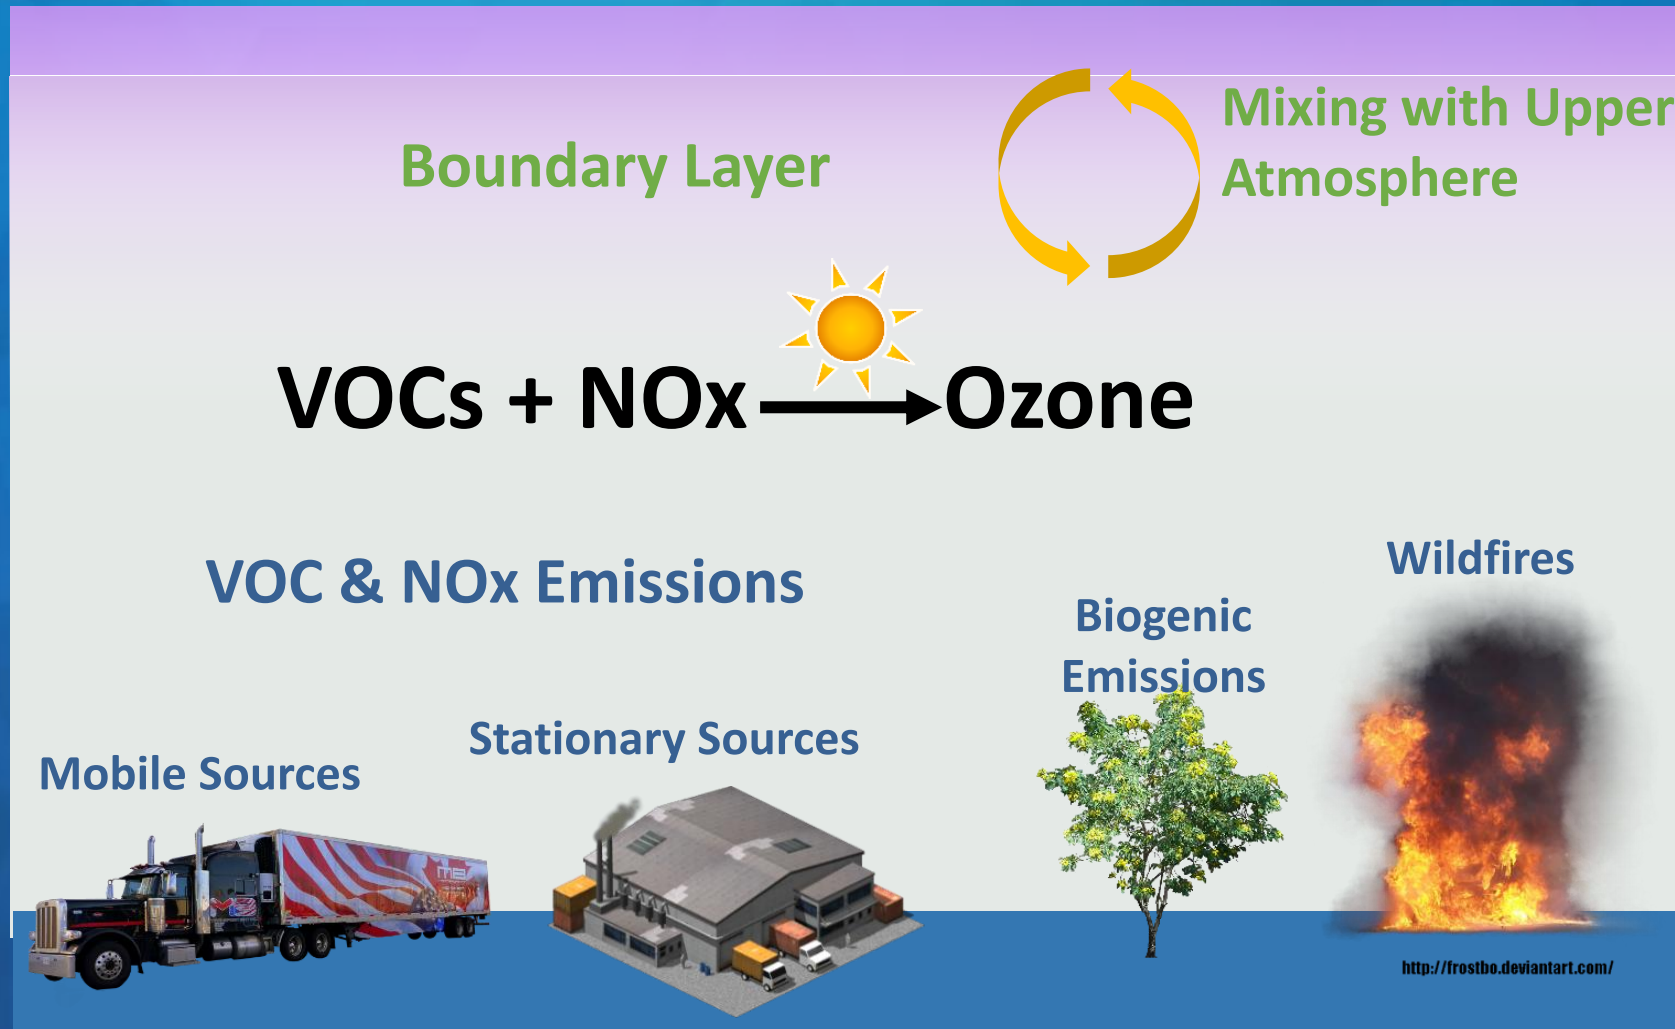 Mixing with Upper
Atmosphere
Boundary Layer
VOCs + NOx Ozone
VOC & NOx Emissions
Wildfires
Biogenic
Emissions
Stationary Sources
Mobile Sources
http://frostbo.deviantart.com/